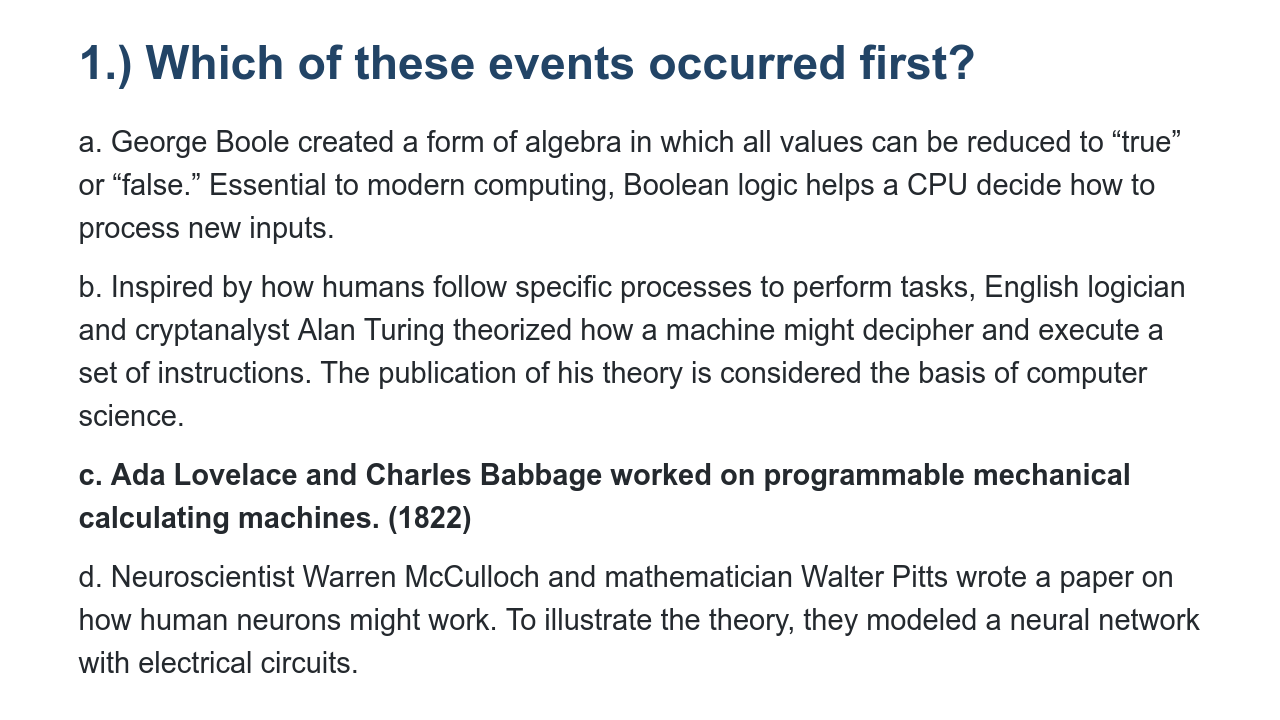 1.) Which of these events occurred first?
a. George Boole created a form of algebra in which all values can be reduced to “true”
or “false.” Essential to modern computing, Boolean logic helps a CPU decide how to
process new inputs.
b. Inspired by how humans follow specific processes to perform tasks, English logician
and cryptanalyst Alan Turing theorized how a machine might decipher and execute a
set of instructions. The publication of his theory is considered the basis of computer
science.
c. Ada Lovelace and Charles Babbage worked on programmable mechanical
calculating machines. (1822)
d. Neuroscientist Warren McCulloch and mathematician Walter Pitts wrote a paper on
how human neurons might work. To illustrate the theory, they modeled a neural network
with electrical circuits.